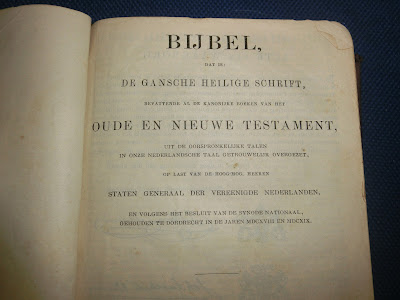 BIJBEL,
DAT IS:
DE GANSCHE HEILIGE SCHRIFT,
BEVATTENDE AL DE KANONIJKE BOEKEN VAN HET
OUDE EN NIEUWE TESTAMENT,
UIT DE OORSPRONKELIJKE TALEN
IN ONZE NEDERLANDSCHE TAAL GETROUWELIJK OVERGEZET,
OP LAST VAN DE HOOGMOG. HEEREN
STATEN GENERAAL DER VEREENIGDE NEDERLANDEN,
EN VOLGENS HET BESLUIT VAN DE SYNODE NATIONAAL,
GEHOUDEN TE DORDRECHT IN DE JAREN MDCXVIII EN MDCXIX.